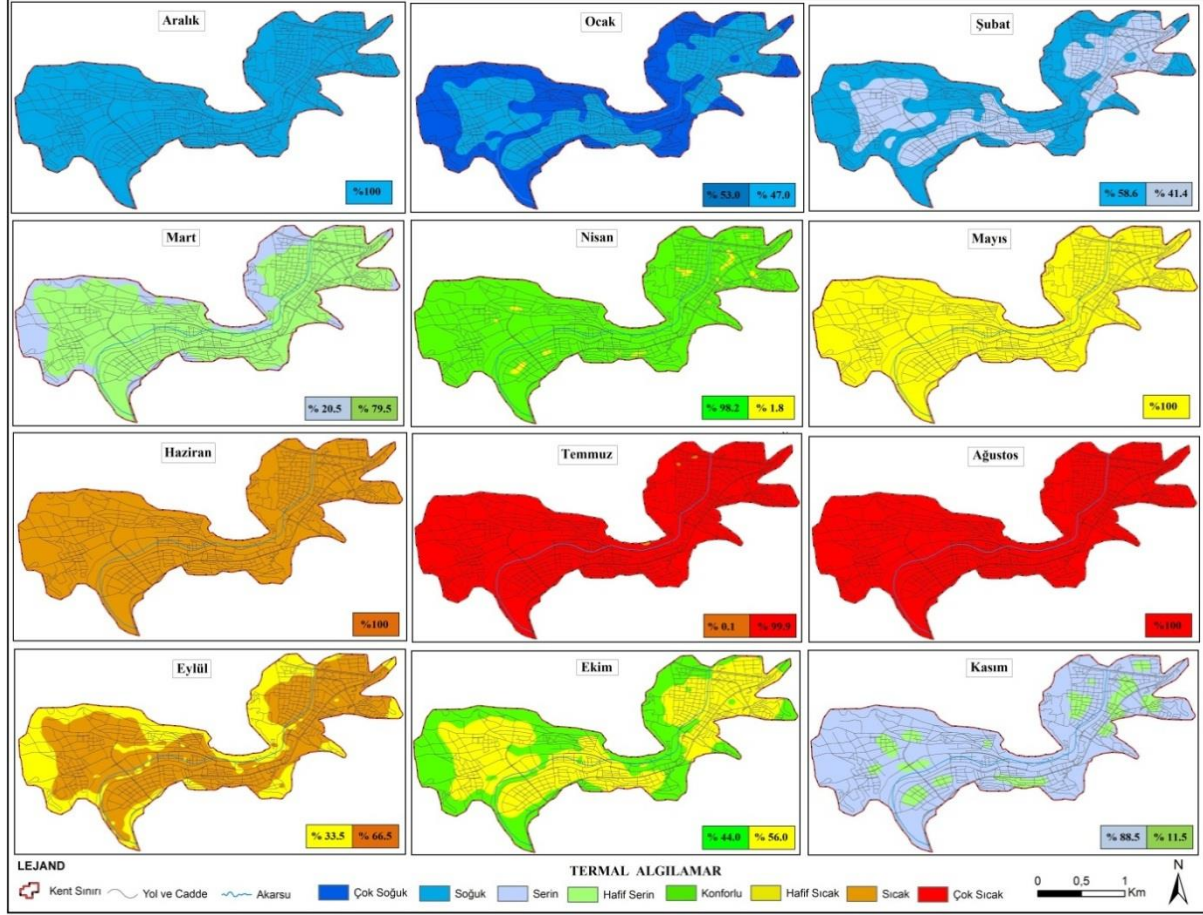 Aralık
Ocak
Şubat
%100
% 53.0 % 47.0
% 58.6 % 41.4
Mart
Nisan
Mayıs
% 20.5 % 79.5
% 98.2 % 1.8
%100
Haziran
Temmuz
Ağustos
%100
% 0.1 % 99.9
%100
Eylül
Ekim
Kasım
% 33.5 % 66.5
% 44.0 % 56.0
% 88.5 % 11.5
LEJAND
TERMAL ALGILAMAR
N
Kent Sınırı Yol ve Cadde Akarsu Çok Soğuk Soğuk Serin Hafif Serin Konforlu Hafif Sıcak Sıcak Çok Sıcak
0 0,5 1
Km